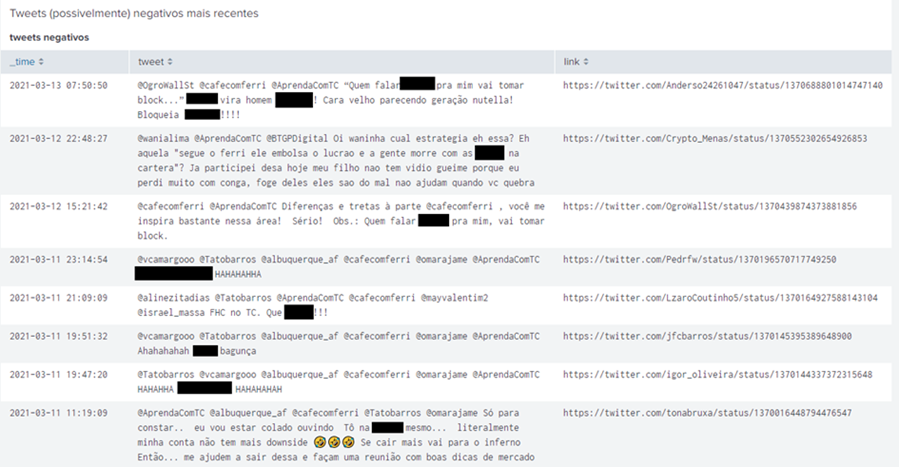 Tweets (possivelmente) negativos mais recentes
tweets negativos
_time tweet link
2021-03-13 07:50:50 @OgroWallSt @cafecomferri @AprendaComTC “Quem falar pra mim vai tomar https://twitter.com/Anderso24261047/status/1370688801014747140
block...” vira homem ! Cara velho parecendo geração nutella!
Bloqueia !!!!
2021-03-12 22:48:27 @wanialima @AprendaComTC @BTGPDigital Oi waninha cual estrategia eh essa? Eh https://twitter.com/Crypto_Menas/status/1370552302654926853
aquela "segue o ferri ele embolsa o lucrao e a gente morre com as na
cartera"? Ja participei desa hoje meu filho nao tem vidio gueime porque eu
perdi muito com conga, foge deles eles sao do mal nao ajudam quando vc quebra
2021-03-12 15:21:42 @cafecomferri @AprendaComTC Diferenças e tretas à parte @cafecomferri , você me https://twitter.com/OgroWallSt/status/1370439874373881856
inspira bastante nessa área! Sério! Obs.: Quem falar pra mim, vai tomar
block.
2021-03-11 23:14:54 @vcamargooo @Tatobarros @albuquerque_af @cafecomferri @omarajame @AprendaComTC https://twitter.com/Pedrfw/status/1370196570717749250
HAHAHAHHA
2021-03-11 21:09:09 @alinezitadias @Tatobarros @AprendaComTC @cafecomferri @mayvalentim2 https://twitter.com/LzaroCoutinho5/status/1370164927588143104
@israel_massa FHC no TC. Que !!!
2021-03-11 19:51:32 @vcamargooo @Tatobarros @albuquerque_af @cafecomferri @omarajame @AprendaComTC https://twitter.com/jfcbarros/status/1370145395389648900
Ahahahahah bagunça
2021-03-11 19:47:20 @Tatobarros @vcamargooo @albuquerque_af @cafecomferri @omarajame @AprendaComTC https://twitter.com/igor_oliveira/status/1370144337372315648
HAHAHHA HAHAHAHAH
2021-03-11 11:19:09 @AprendaComTC @albuquerque_af @cafecomferri @Tatobarros @omarajame Só para https://twitter.com/tonabruxa/status/1370016448794476547
constar.. eu vou estar colado ouvindo Tô na mesmo... literalmente
minha conta não tem mais downside 🤣🤣🤣 Se cair mais vai para o inferno
Então... me ajudem a sair dessa e façam uma reunião com boas dicas de mercado